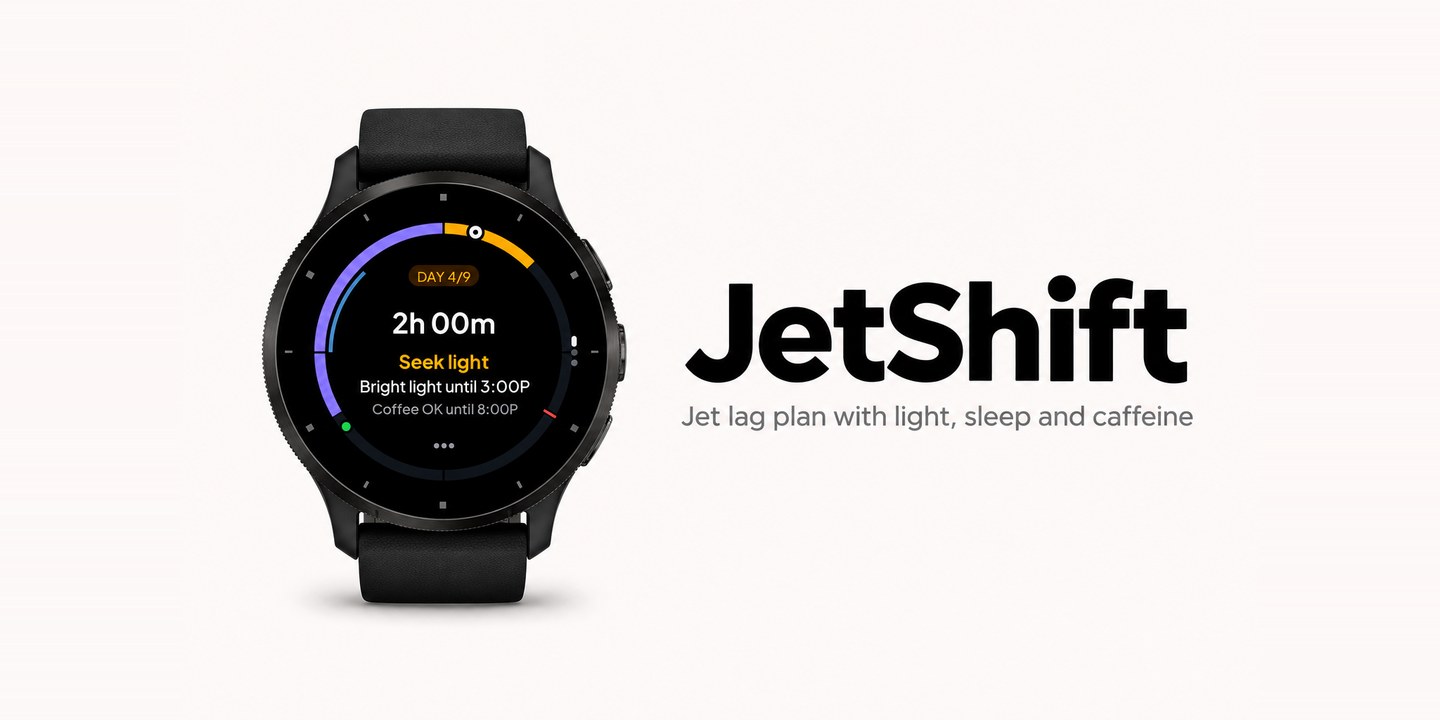 DAY 4/9
2h 00m
Seek light
Bright light until 3:00P
Coffee OK until 8:00P
JetShift
Jet lag plan with light, sleep and caffeine